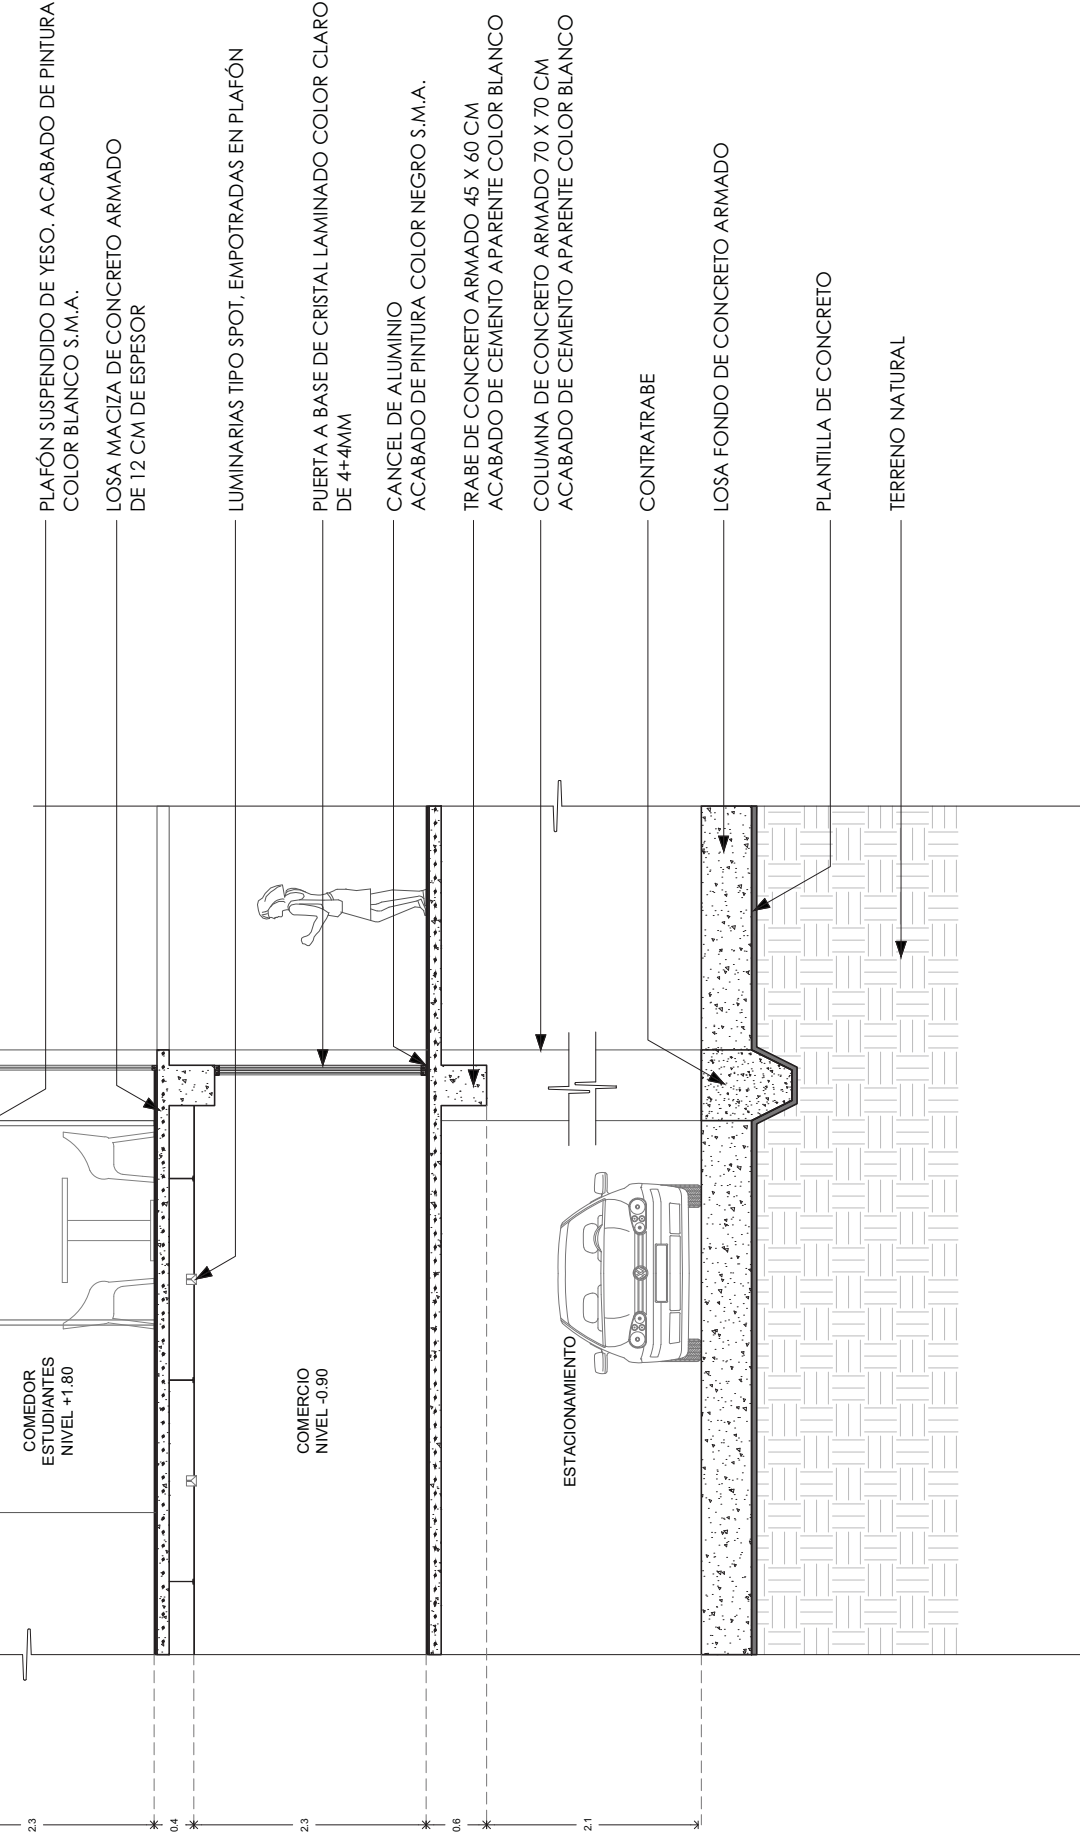 PLAFÓN SUSPENDIDO DE YESO. ACABADO DE PINTURA
COLOR BLANCO S.M.A.
LOSA MACIZA DE CONCRETO ARMADO
DE 12 CM DE ESPESOR
LUMINARIAS TIPO SPOT, EMPOTRADAS EN PLAFÓN
PUERTA A BASE DE CRISTAL LAMINADO COLOR CLARO
DE 4+4MM
CANCEL DE ALUMINIO
ACABADO DE PINTURA COLOR NEGRO S.M.A.
TRABE DE CONCRETO ARMADO 45 X 60 CM
ACABADO DE CEMENTO APARENTE COLOR BLANCO
COLUMNA DE CONCRETO ARMADO 70 X 70 CM
ACABADO DE CEMENTO APARENTE COLOR BLANCO
CONTRATRABE
LOSA FONDO DE CONCRETO ARMADO
PLANTILLA DE CONCRETO
TERRENO NATURAL
COMEDOR
ESTUDIANTES
NIVEL +1.80
COMERCIO
NIVEL -0.90
ESTACIONAMIENTO
2.3
0.4
2.3
0.6
2.1